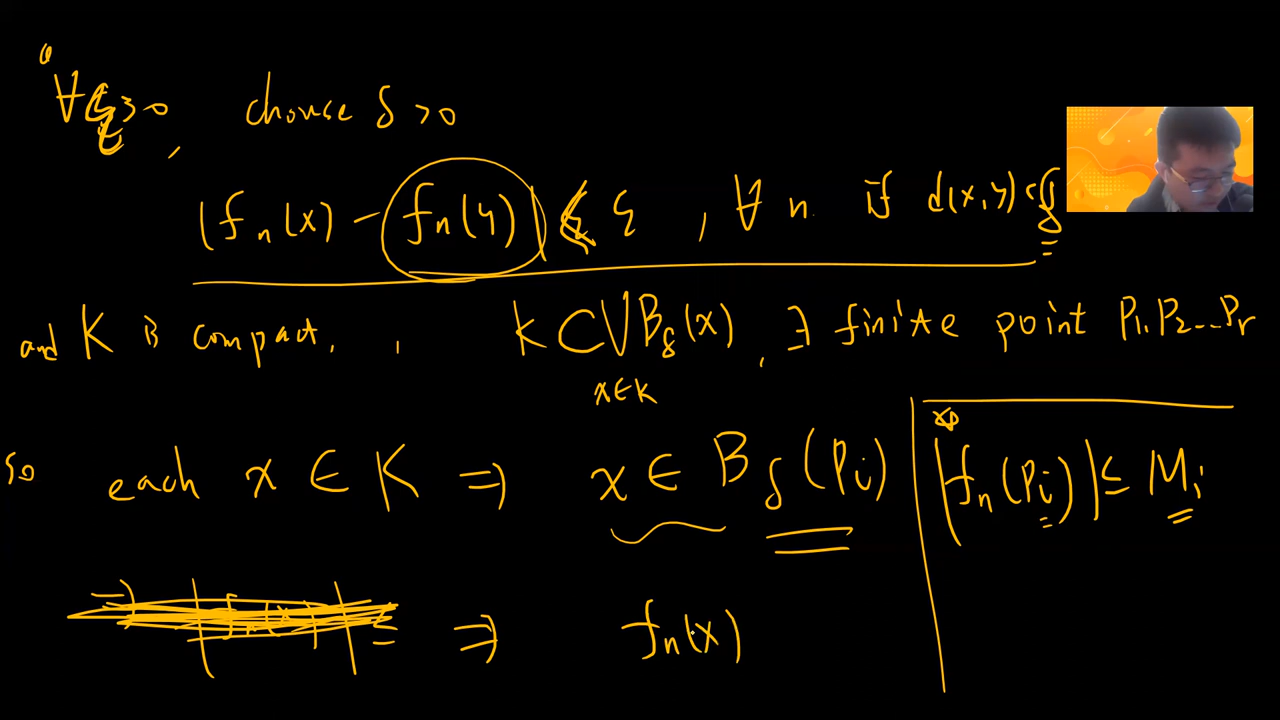 ∀ε>0, choose δ>0
|fn(x) - fn(y)| < ε, ∀n. if d(x,y)<δ
and K is compact, , K ⊂ ∪ Bδ(x), ∃ finite point P1, P2...Pr
x∈K
So each x ∈ K ⇒ x ∈ Bδ(Pi)
|fn(Pi)| ≤ Mi
⇒ |fn(x)| ≤ ⇒ fn(x)